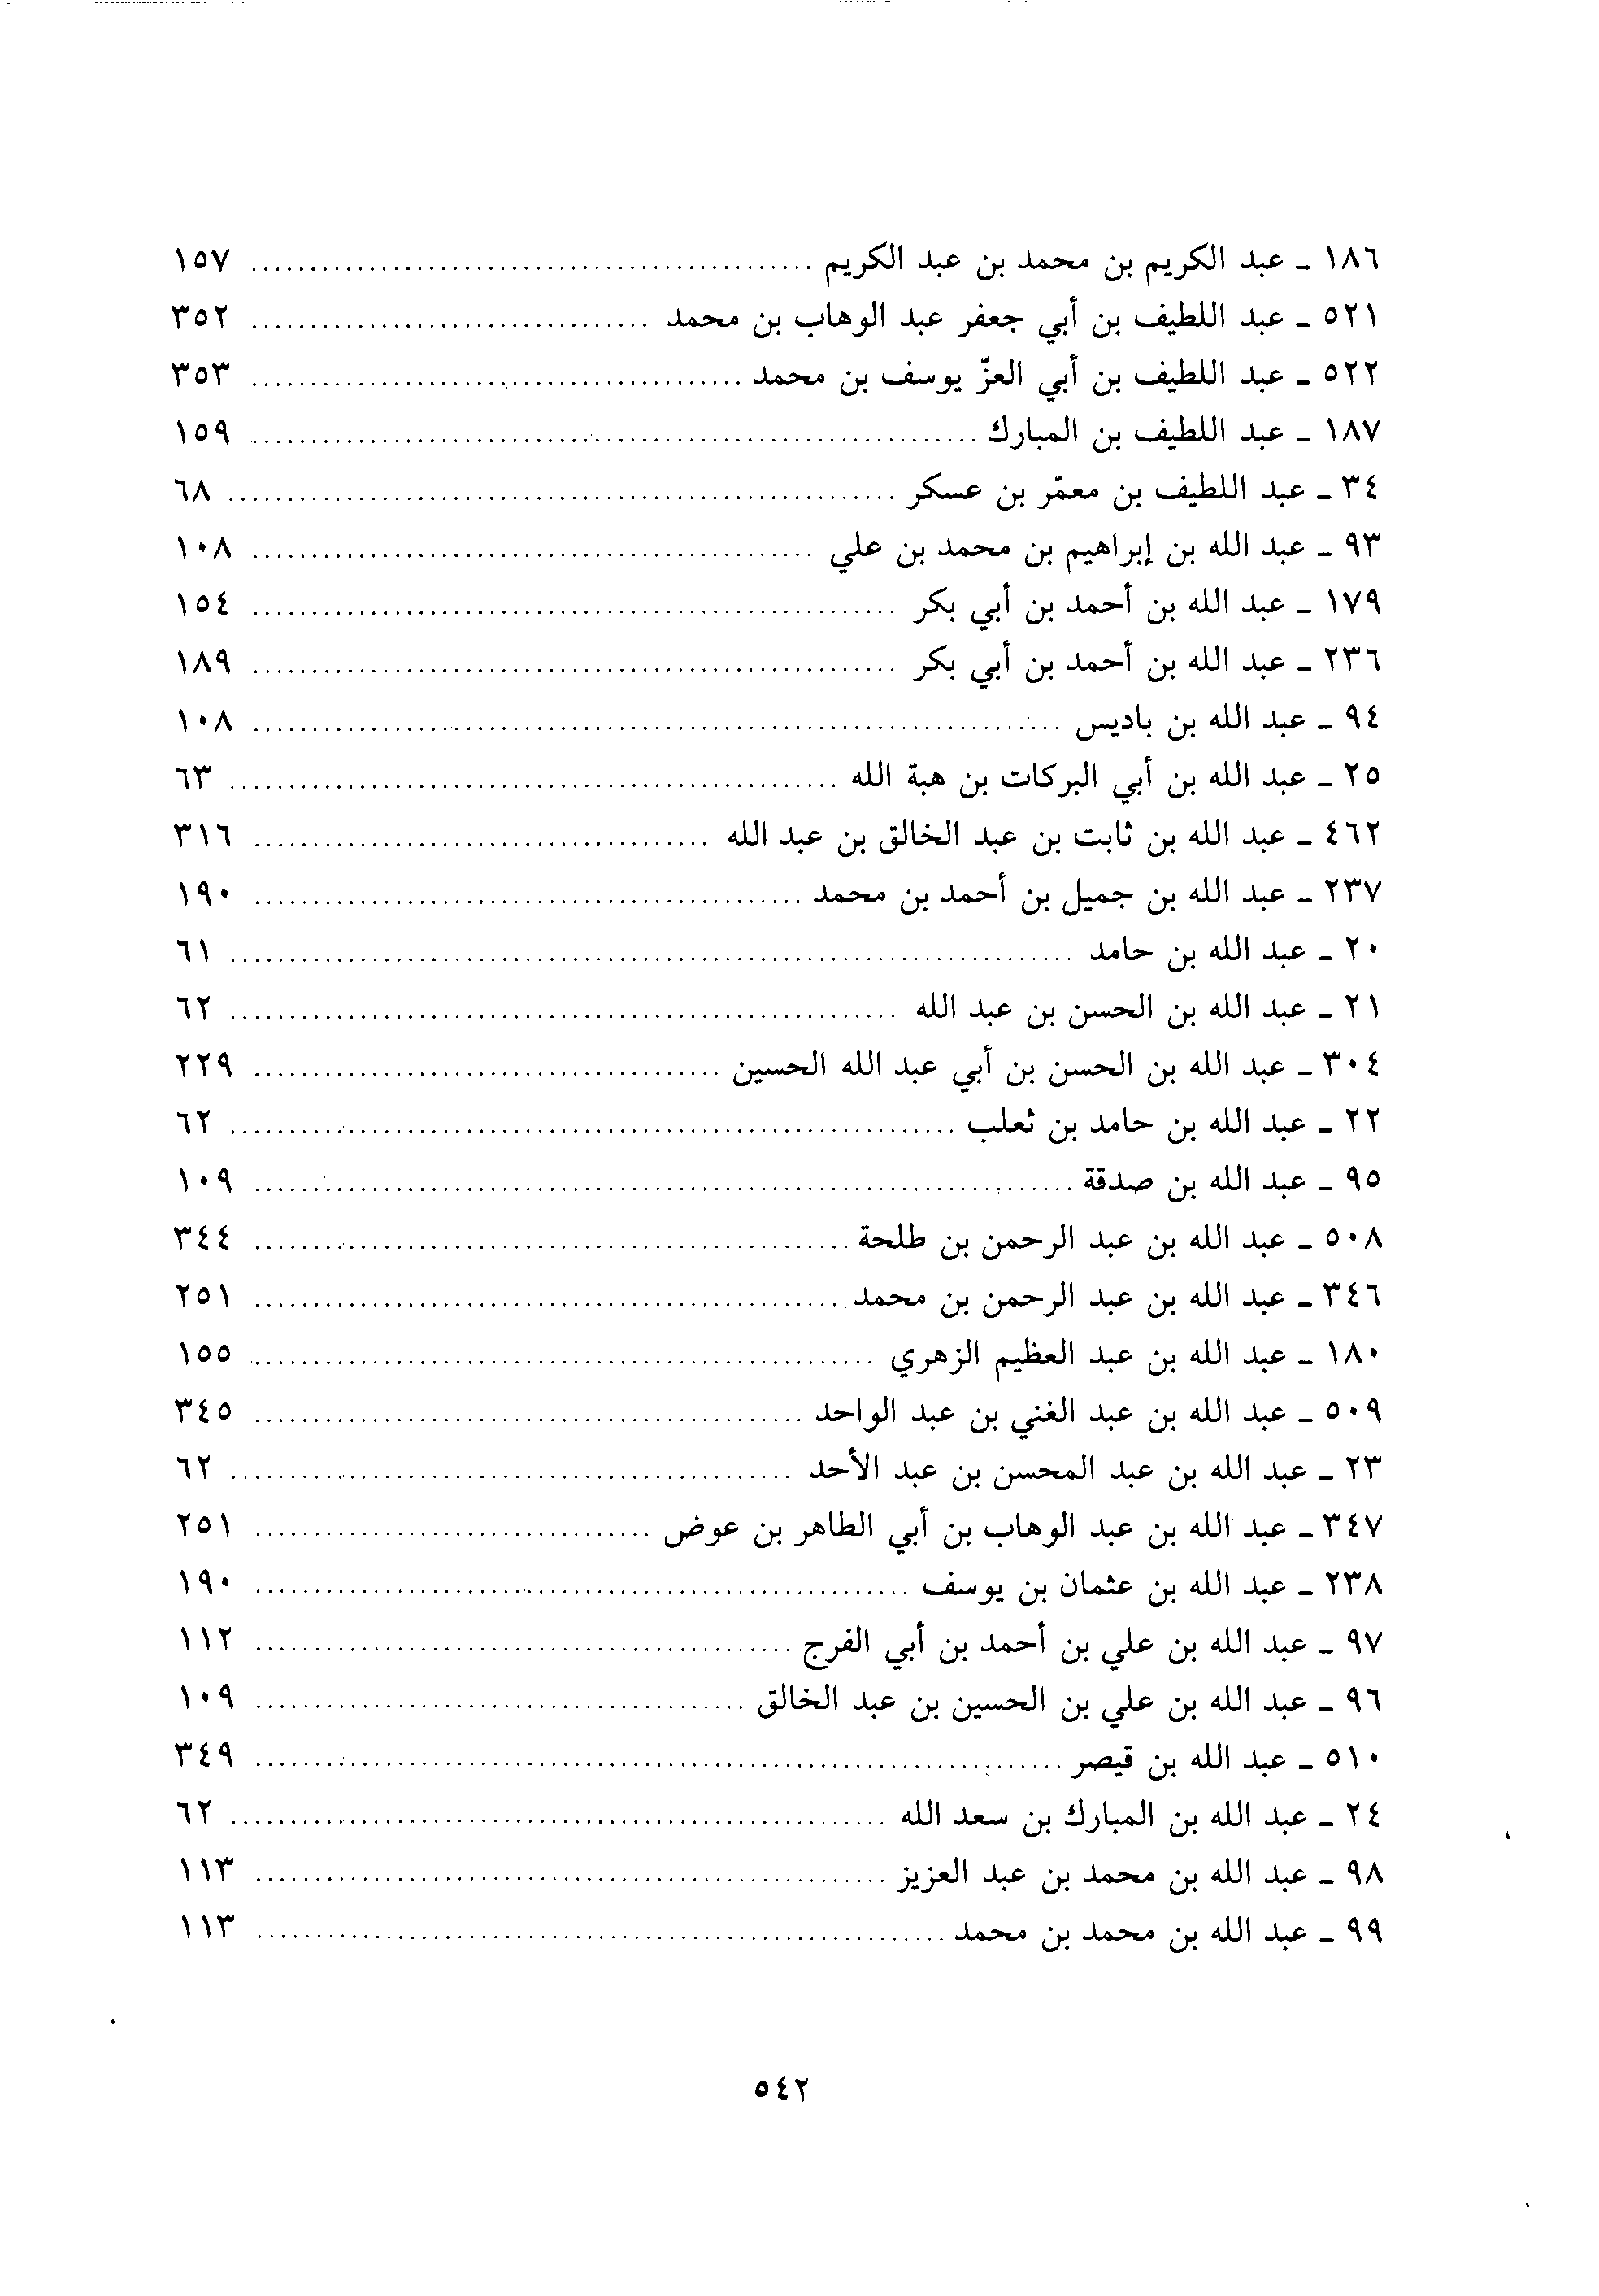 ١٨٦ ـ عبد الكريم بن محمد بن عبد الكريم ........ ١٥٧
٥٢١ ـ عبد اللطيف بن أبي جعفر عبد الوهاب بن محمد ........ ٣٥٢
٥٢٢ ـ عبد اللطيف بن أبي العزّ يوسف بن محمد ........ ٣٥٣
١٨٧ ـ عبد اللطيف بن المبارك ........ ١٥٩
٣٤ ـ عبد اللطيف بن معمّر بن عسكر ........ ٦٨
٩٣ ـ عبد الله بن إبراهيم بن محمد بن علي ........ ١٠٨
١٧٩ ـ عبد الله بن أحمد بن أبي بكر ........ ١٥٤
٢٣٦ ـ عبد الله بن أحمد بن أبي بكر ........ ١٨٩
٩٤ ـ عبد الله بن باديس ........ ١٠٨
٢٥ ـ عبد الله بن أبي البركات بن هبة الله ........ ٦٣
٤٦٢ ـ عبد الله بن ثابت بن عبد الخالق بن عبد الله ........ ٣١٦
٢٣٧ ـ عبد الله بن جميل بن أحمد بن محمد ........ ١٩٠
٢٠ ـ عبد الله بن حامد ........ ٦١
٢١ ـ عبد الله بن الحسن بن عبد الله ........ ٦٢
٣٠٤ ـ عبد الله بن الحسن بن أبي عبد الله الحسين ........ ٢٢٩
٢٢ ـ عبد الله بن حامد بن ثعلب ........ ٦٢
٩٥ ـ عبد الله بن صدقة ........ ١٠٩
٥٠٨ ـ عبد الله بن عبد الرحمن بن طلحة ........ ٣٤٤
٣٤٦ ـ عبد الله بن عبد الرحمن بن محمد ........ ٢٥١
١٨٠ ـ عبد الله بن عبد العظيم الزهري ........ ١٥٥
٥٠٩ ـ عبد الله بن عبد الغني بن عبد الواحد ........ ٣٤٥
٢٣ ـ عبد الله بن عبد المحسن بن عبد الأحد ........ ٦٢
٣٤٧ ـ عبد الله بن عبد الوهاب بن أبي الطاهر بن عوض ........ ٢٥١
٢٣٨ ـ عبد الله بن عثمان بن يوسف ........ ١٩٠
٩٧ ـ عبد الله بن علي بن أحمد بن أبي الفرج ........ ١١٢
٩٦ ـ عبد الله بن علي بن الحسين بن عبد الخالق ........ ١٠٩
٥١٠ ـ عبد الله بن قيصر ........ ٣٤٩
٢٤ ـ عبد الله بن المبارك بن سعد الله ........ ٦٢
٩٨ ـ عبد الله بن محمد بن عبد العزيز ........ ١١٣
٩٩ ـ عبد الله بن محمد بن محمد ........ ١١٣
٥٤٢